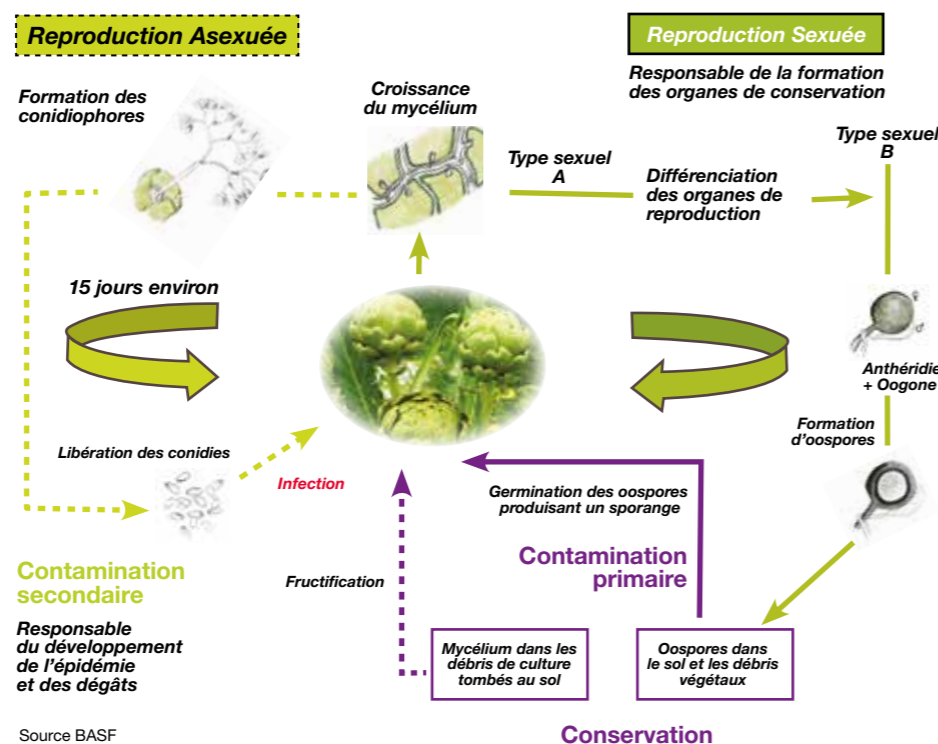 Reproduction Asexuée
Reproduction Sexuée
Responsable de la formation
des organes de conservation
Formation des
conidiophores
Croissance
du mycélium
Type sexuel
A
Différenciation
des organes de
reproduction
Type sexuel
B
15 jours environ
♀
♂
Anthéridie
+ Oogone
Formation
d'oospores
Libération des conidies
Infection
Germination des oospores
produisant un sporange
Contamination
primaire
Fructification
Contamination
secondaire
Responsable
du développement
de l'épidémie
et des dégâts
Mycélium dans les
débris de culture
tombés au sol
Oospores dans
le sol et les débris
végétaux
Conservation
Source BASF